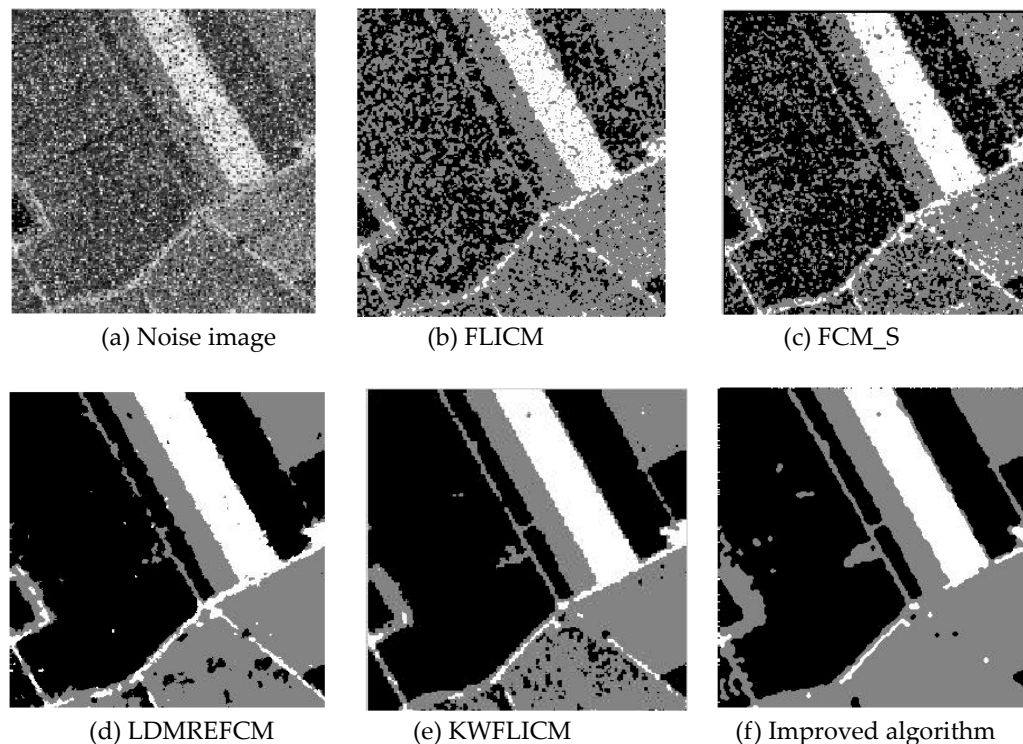 (a) Noise image
(b) FLICM
(c) FCM_S
(d) LDMREFCM
(e) KWFLICM
(f) Improved algorithm